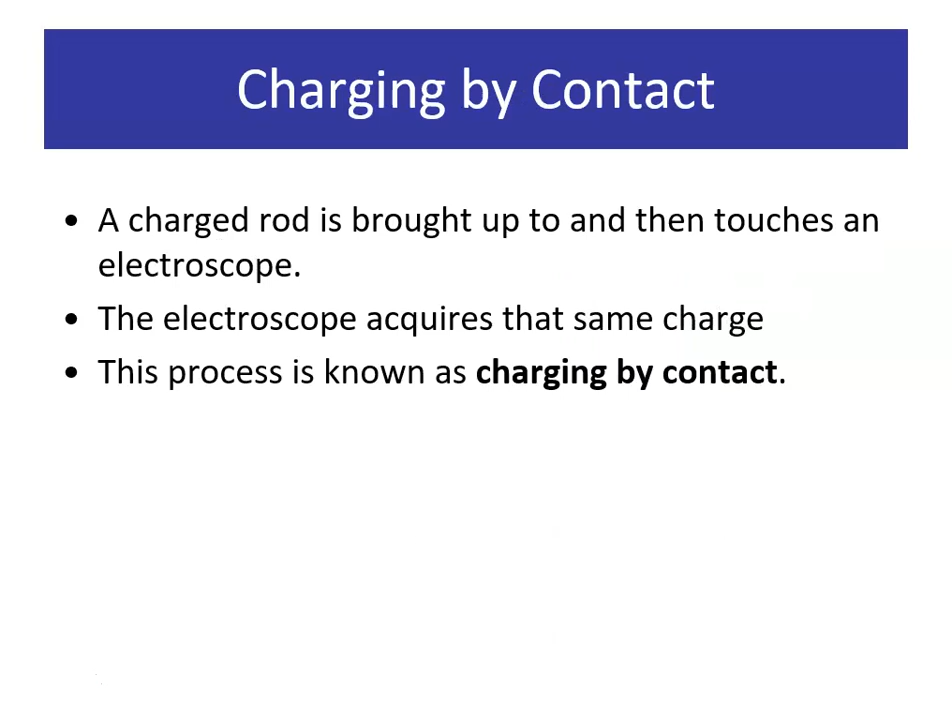 Charging by Contact
• A charged rod is brought up to and then touches an
electroscope.
• The electroscope acquires that same charge
• This process is known as charging by contact.